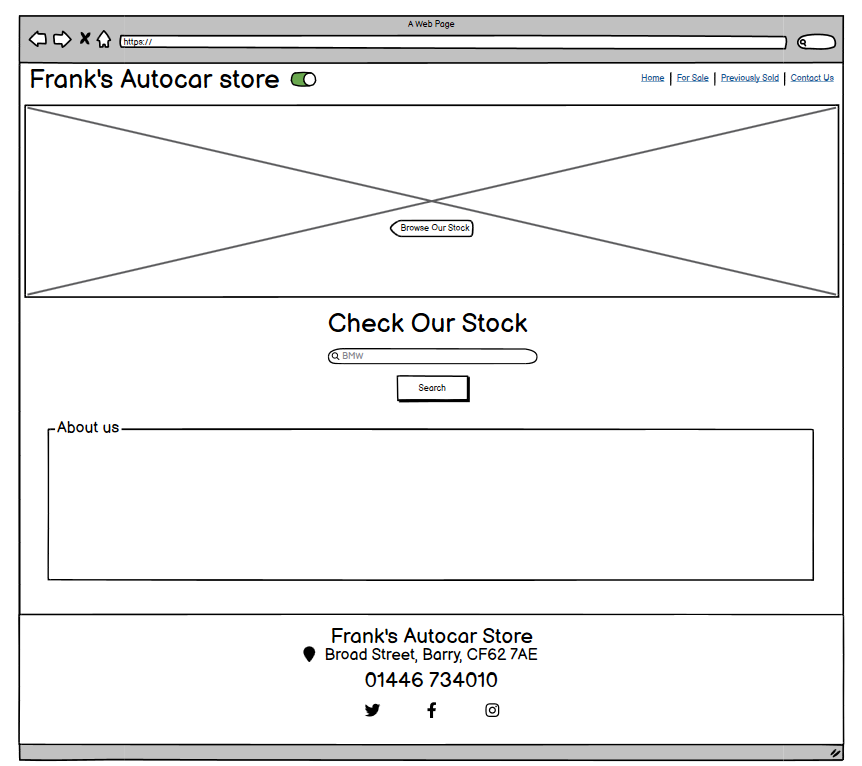 A Web Page
https://
Frank's Autocar store
Home | For Sale | Previously Sold | Contact Us
Browse Our Stock
Check Our Stock
BMW
Search
About us
Frank's Autocar Store
Broad Street, Barry, CF62 7AE
01446 734010